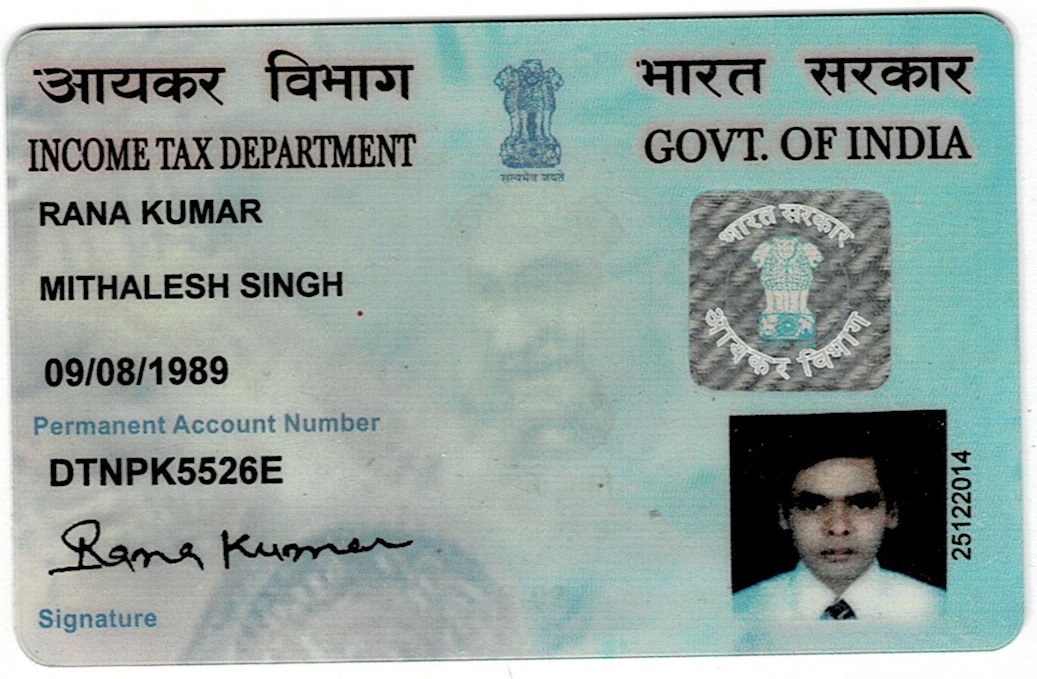 आयकर विभाग
INCOME TAX DEPARTMENT
सत्यमेव जयते
भारत सरकार
GOVT. OF INDIA
RANA KUMAR
MITHALESH SINGH
09/08/1989
Permanent Account Number
DTNPK5526E
Rana Kumar
Signature
भारत सरकार
आयकर विभाग
25122014